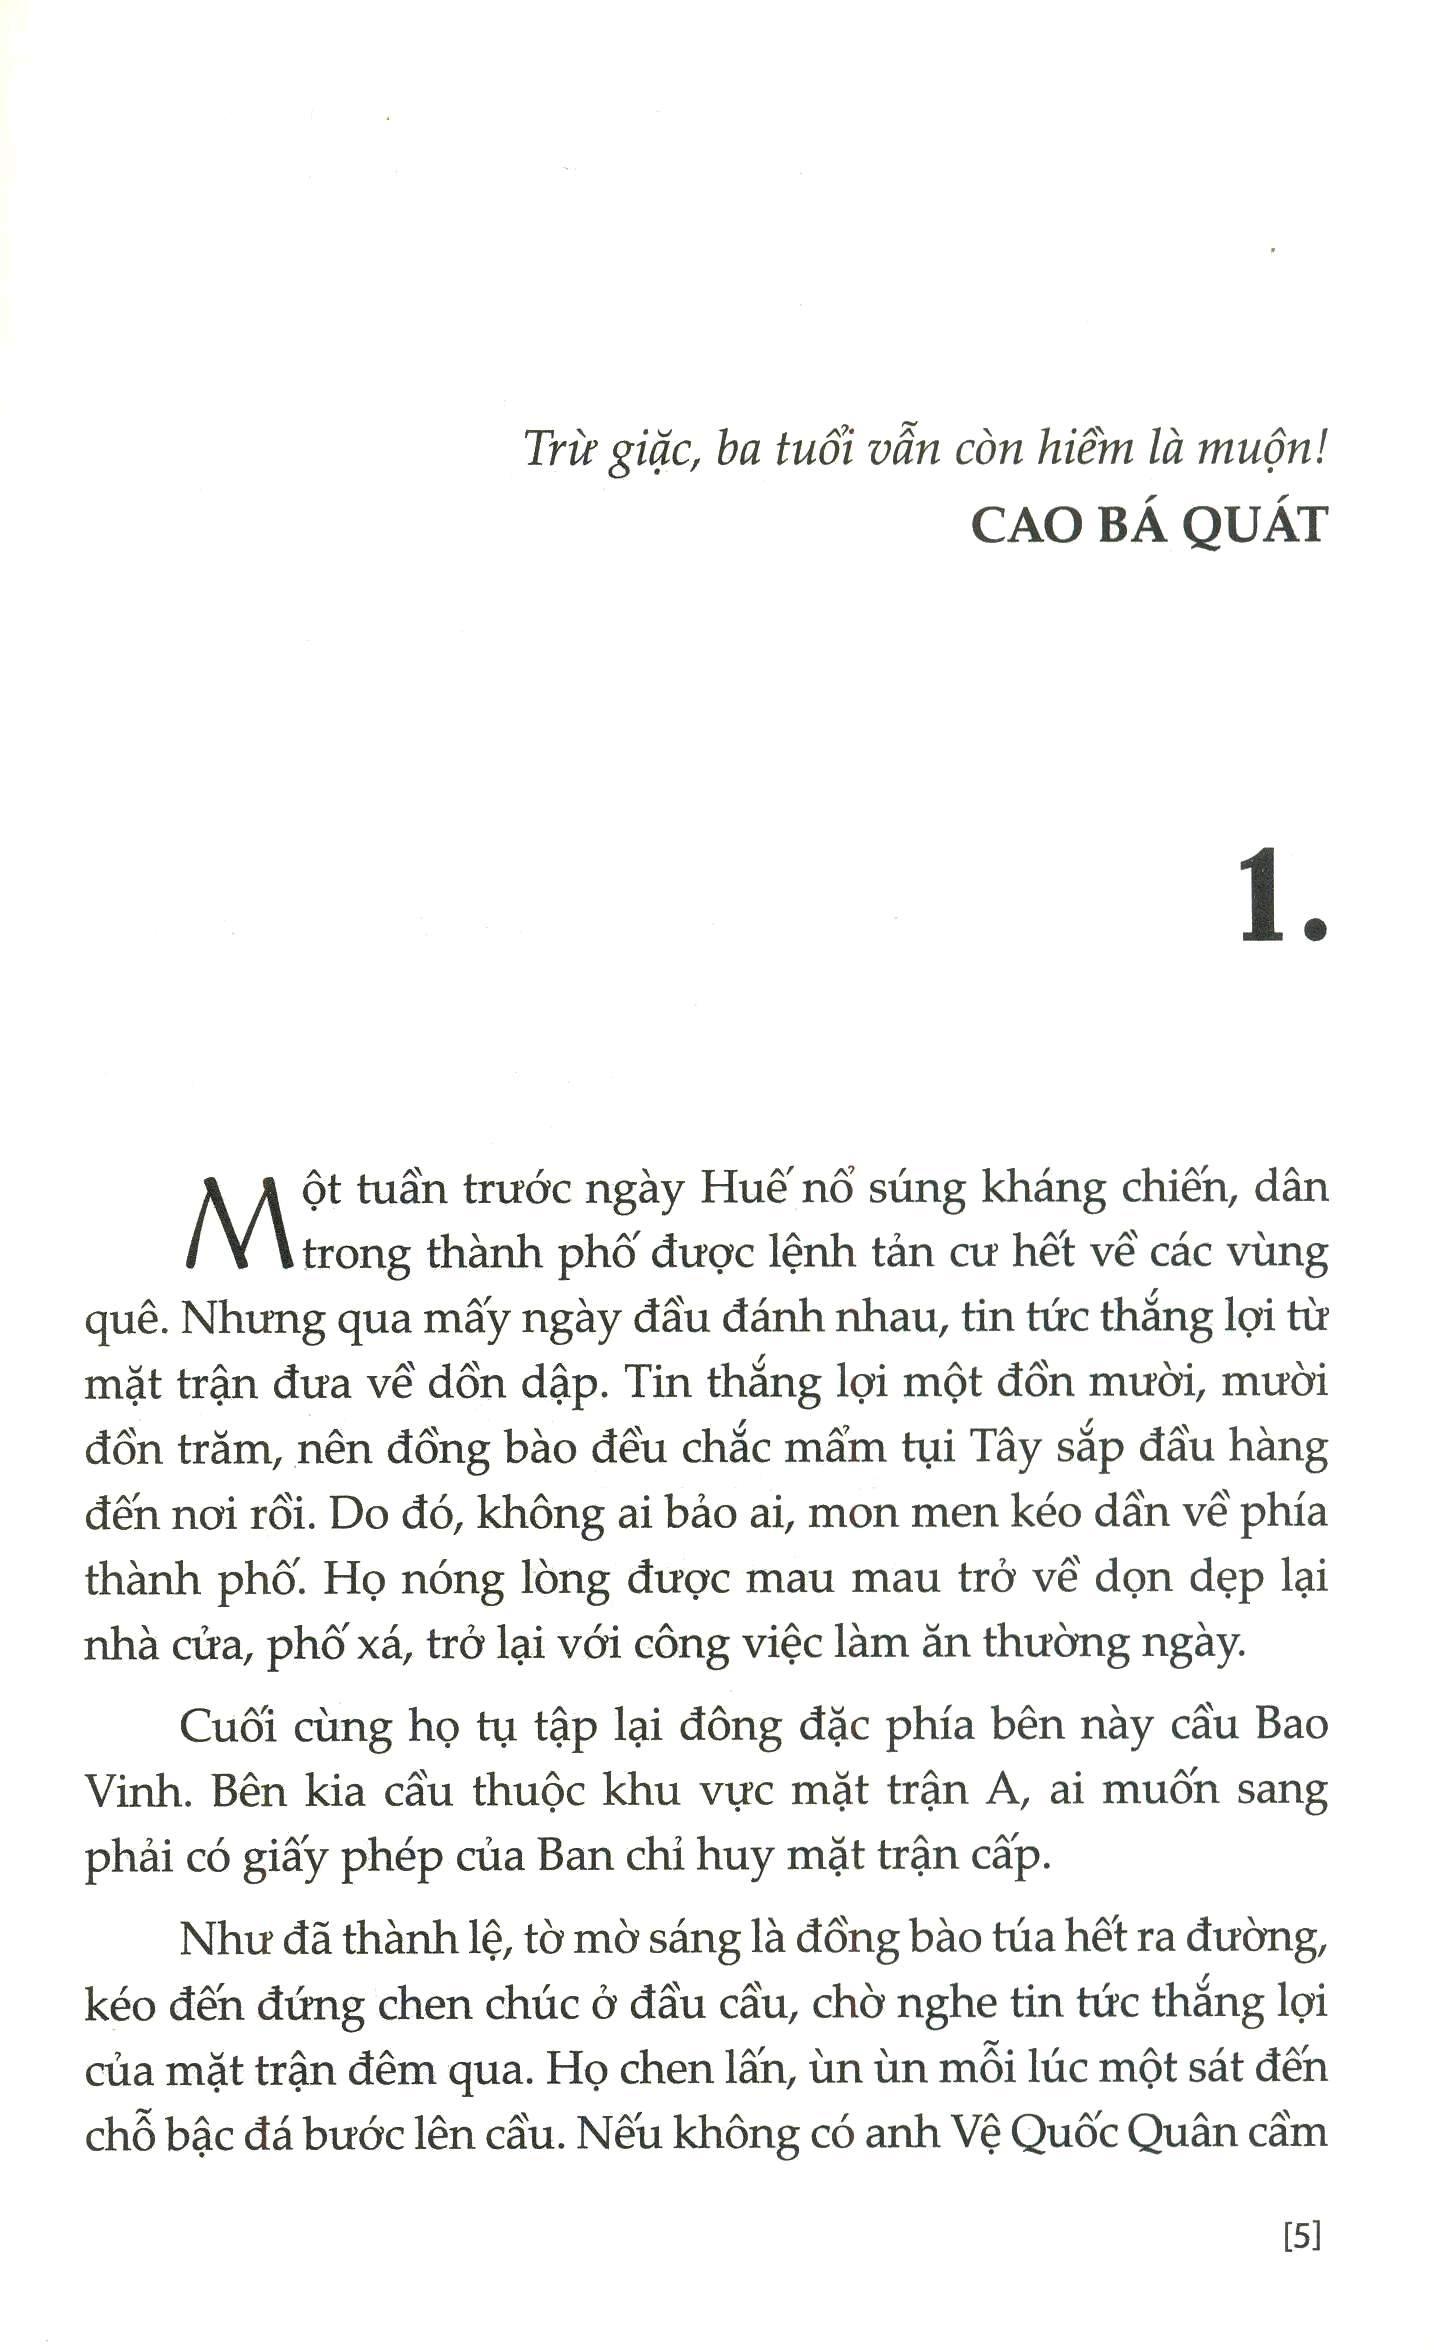 Trừ giặc, ba tuổi vẫn còn hiềm là muộn!
CAO BÁ QUÁT
1.
Một tuần trước ngày Huế nổ súng kháng chiến, dân
trong thành phố được lệnh tản cư hết về các vùng
quê. Nhưng qua mấy ngày đầu đánh nhau, tin tức thắng lợi từ
mặt trận đưa về dồn dập. Tin thắng lợi một đồn mười, mười
đồn trăm, nên đồng bào đều chắc mẩm tụi Tây sắp đầu hàng
đến nơi rồi. Do đó, không ai bảo ai, mon men kéo dần về phía
thành phố. Họ nóng lòng được mau mau trở về dọn dẹp lại
nhà cửa, phố xá, trở lại với công việc làm ăn thường ngày.
Cuối cùng họ tụ tập lại đông đặc phía bên này cầu Bao
Vinh. Bên kia cầu thuộc khu vực mặt trận A, ai muốn sang
phải có giấy phép của Ban chỉ huy mặt trận cấp.
Như đã thành lệ, tờ mờ sáng là đồng bào túa hết ra đường,
kéo đến đứng chen chúc ở đầu cầu, chờ nghe tin tức thắng lợi
của mặt trận đêm qua. Họ chen lấn, ùn ùn mỗi lúc một sát đến
chỗ bậc đá bước lên cầu. Nếu không có anh Vệ Quốc Quân cầm
[5]